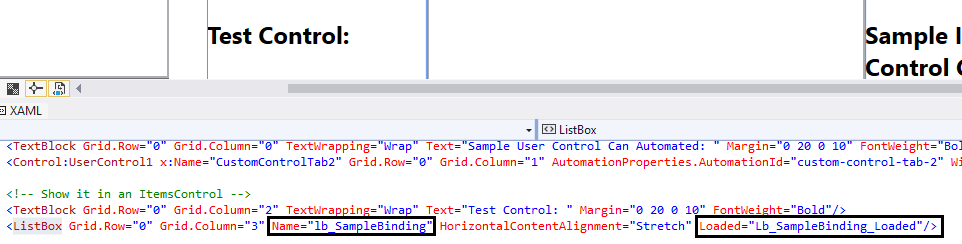 Test Control:
Sample I
Control C
XAML
ListBox
<TextBlock Grid.Row="0" Grid.Column="0" TextWrapping="Wrap" Text="Sample User Control Can Automated: " Margin="0 20 0 10" FontWeight="Bol
<Control:UserControl1 x:Name="CustomControlTab2" Grid.Row="0" Grid.Column="1" AutomationProperties.AutomationId="custom-control-tab-2" Wi
<!-- Show it in an ItemsControl -->
<TextBlock Grid.Row="0" Grid.Column="2" TextWrapping="Wrap" Text="Test Control: " Margin="0 20 0 10" FontWeight="Bold"/>
<ListBox Grid.Row="0" Grid.Column="3" Name="lb_SampleBinding" HorizontalContentAlignment="Stretch" Loaded="Lb_SampleBinding_Loaded"/>